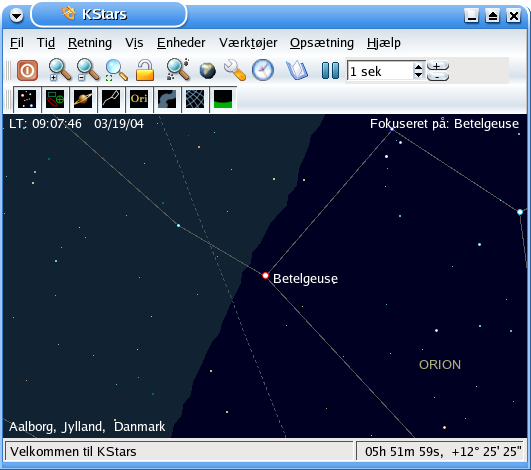 KStars
Fil Tid Retning Vis Enheder Værktøjer Opsætning Hjælp
1 sek
Ori
LT: 09:07:46 03/19/04 Fokuseret på: Betelgeuse
Betelgeuse
ORION
Aalborg, Jylland, Danmark
Velkommen til KStars 05h 51m 59s, +12° 25' 25"